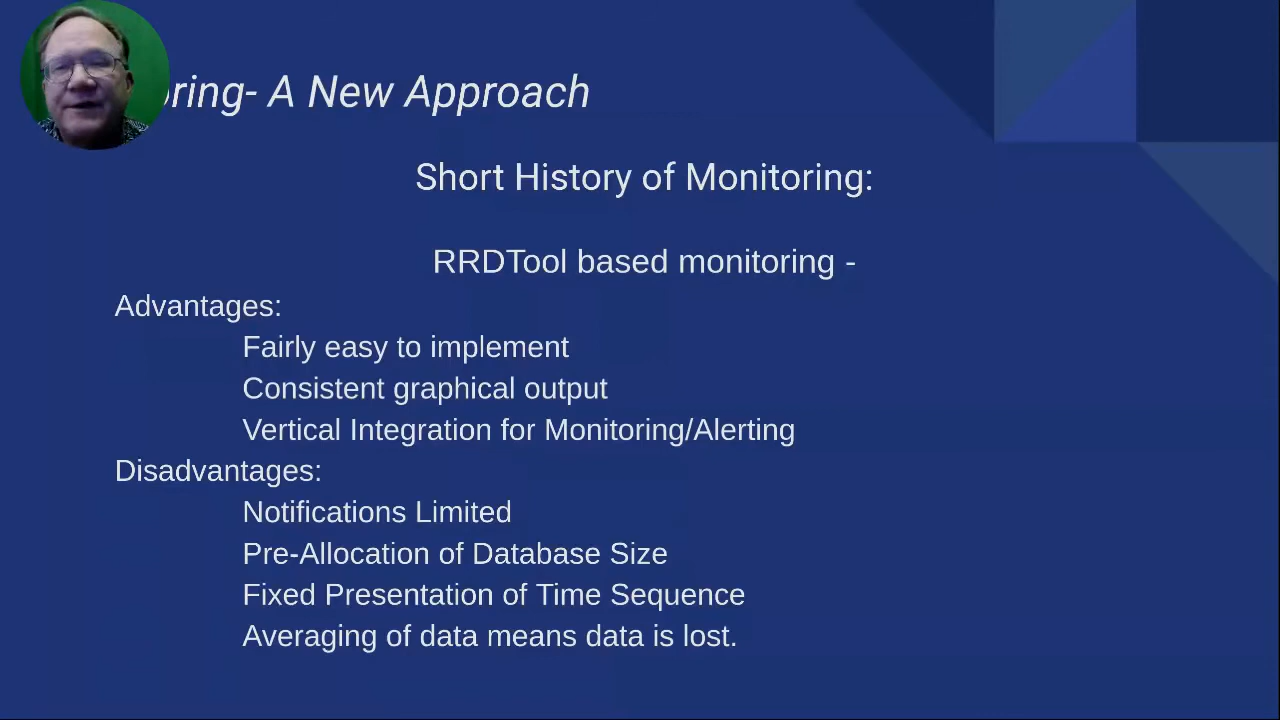 ring- A New Approach
Short History of Monitoring:
RRDTool based monitoring -
Advantages:
Fairly easy to implement
Consistent graphical output
Vertical Integration for Monitoring/Alerting
Disadvantages:
Notifications Limited
Pre-Allocation of Database Size
Fixed Presentation of Time Sequence
Averaging of data means data is lost.